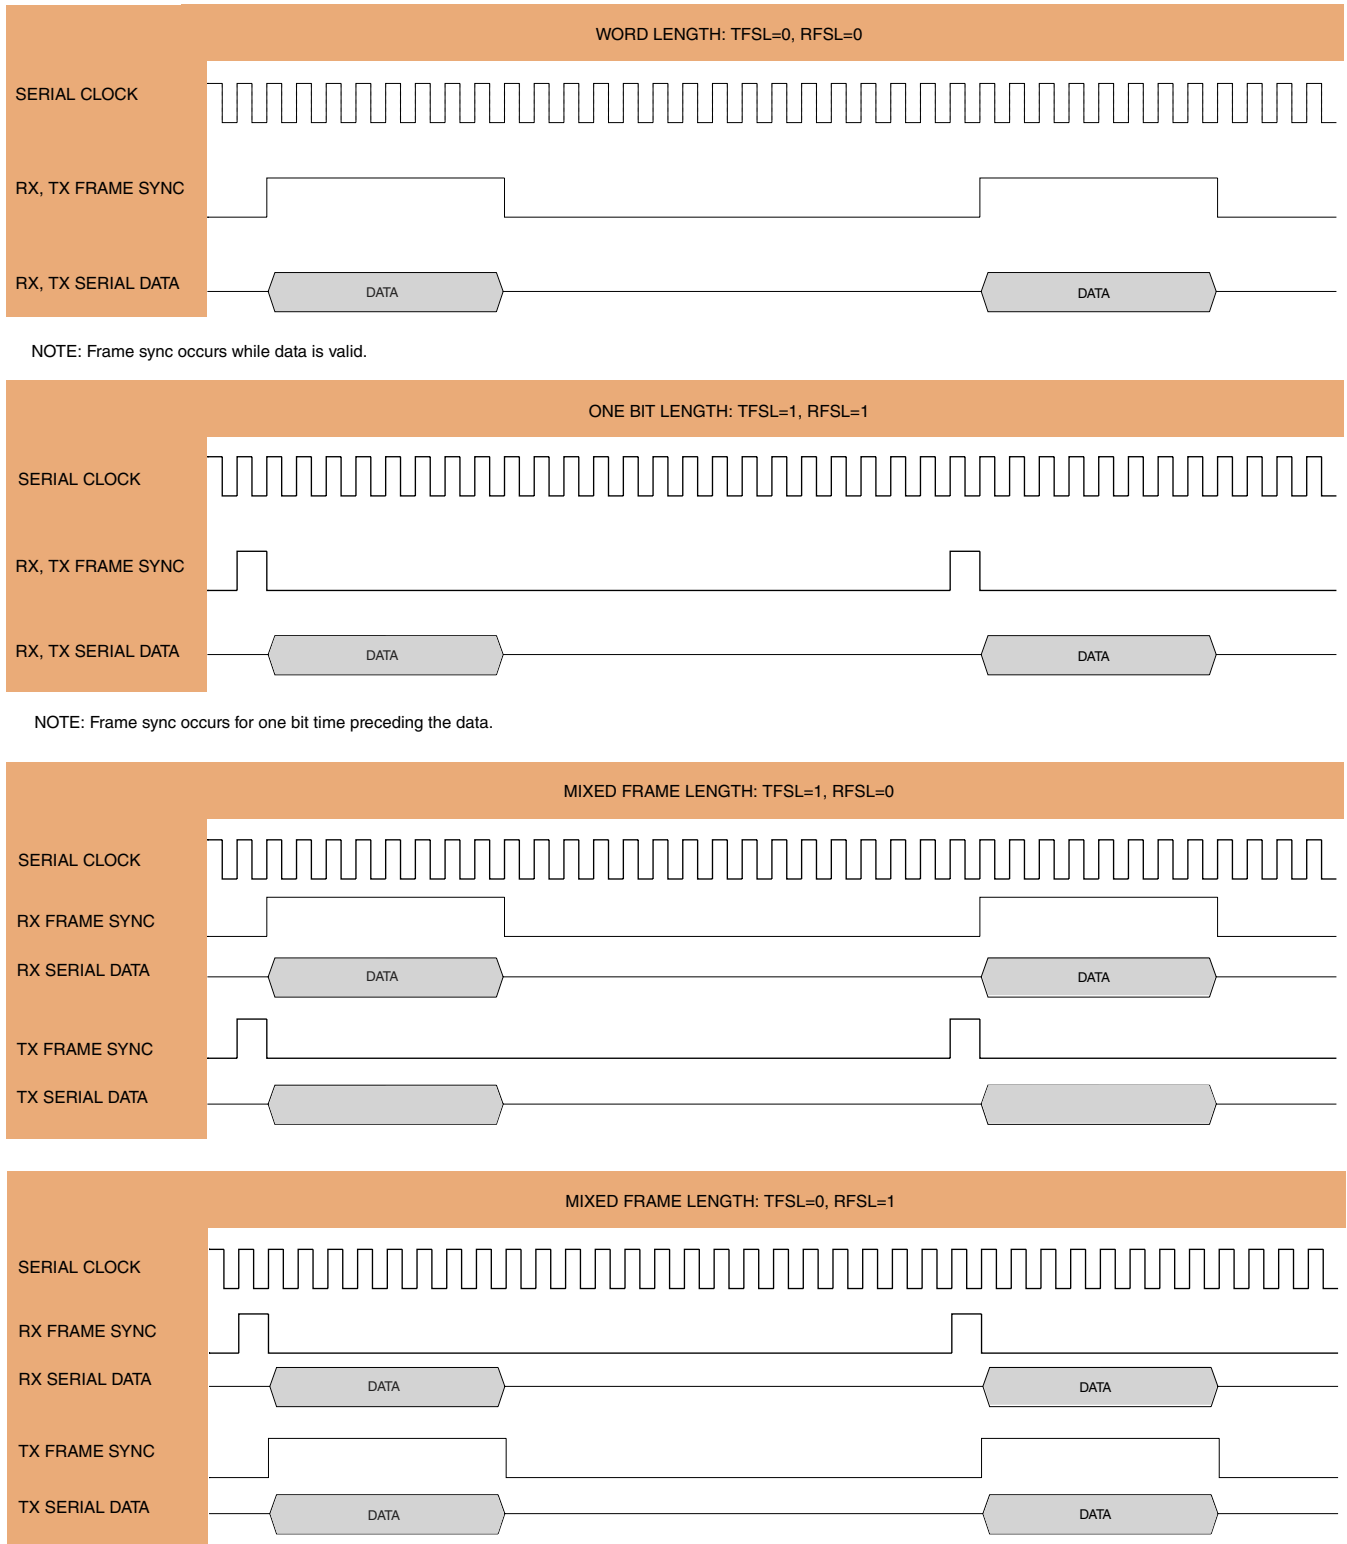 WORD LENGTH: TFSL=0, RFSL=0
SERIAL CLOCK
RX, TX FRAME SYNC
RX, TX SERIAL DATA
DATA
DATA
NOTE: Frame sync occurs while data is valid.
ONE BIT LENGTH: TFSL=1, RFSL=1
SERIAL CLOCK
RX, TX FRAME SYNC
RX, TX SERIAL DATA
DATA
DATA
NOTE: Frame sync occurs for one bit time preceding the data.
MIXED FRAME LENGTH: TFSL=1, RFSL=0
SERIAL CLOCK
RX FRAME SYNC
RX SERIAL DATA
DATA
DATA
TX FRAME SYNC
TX SERIAL DATA
MIXED FRAME LENGTH: TFSL=0, RFSL=1
SERIAL CLOCK
RX FRAME SYNC
RX SERIAL DATA
DATA
DATA
TX FRAME SYNC
TX SERIAL DATA
DATA
DATA